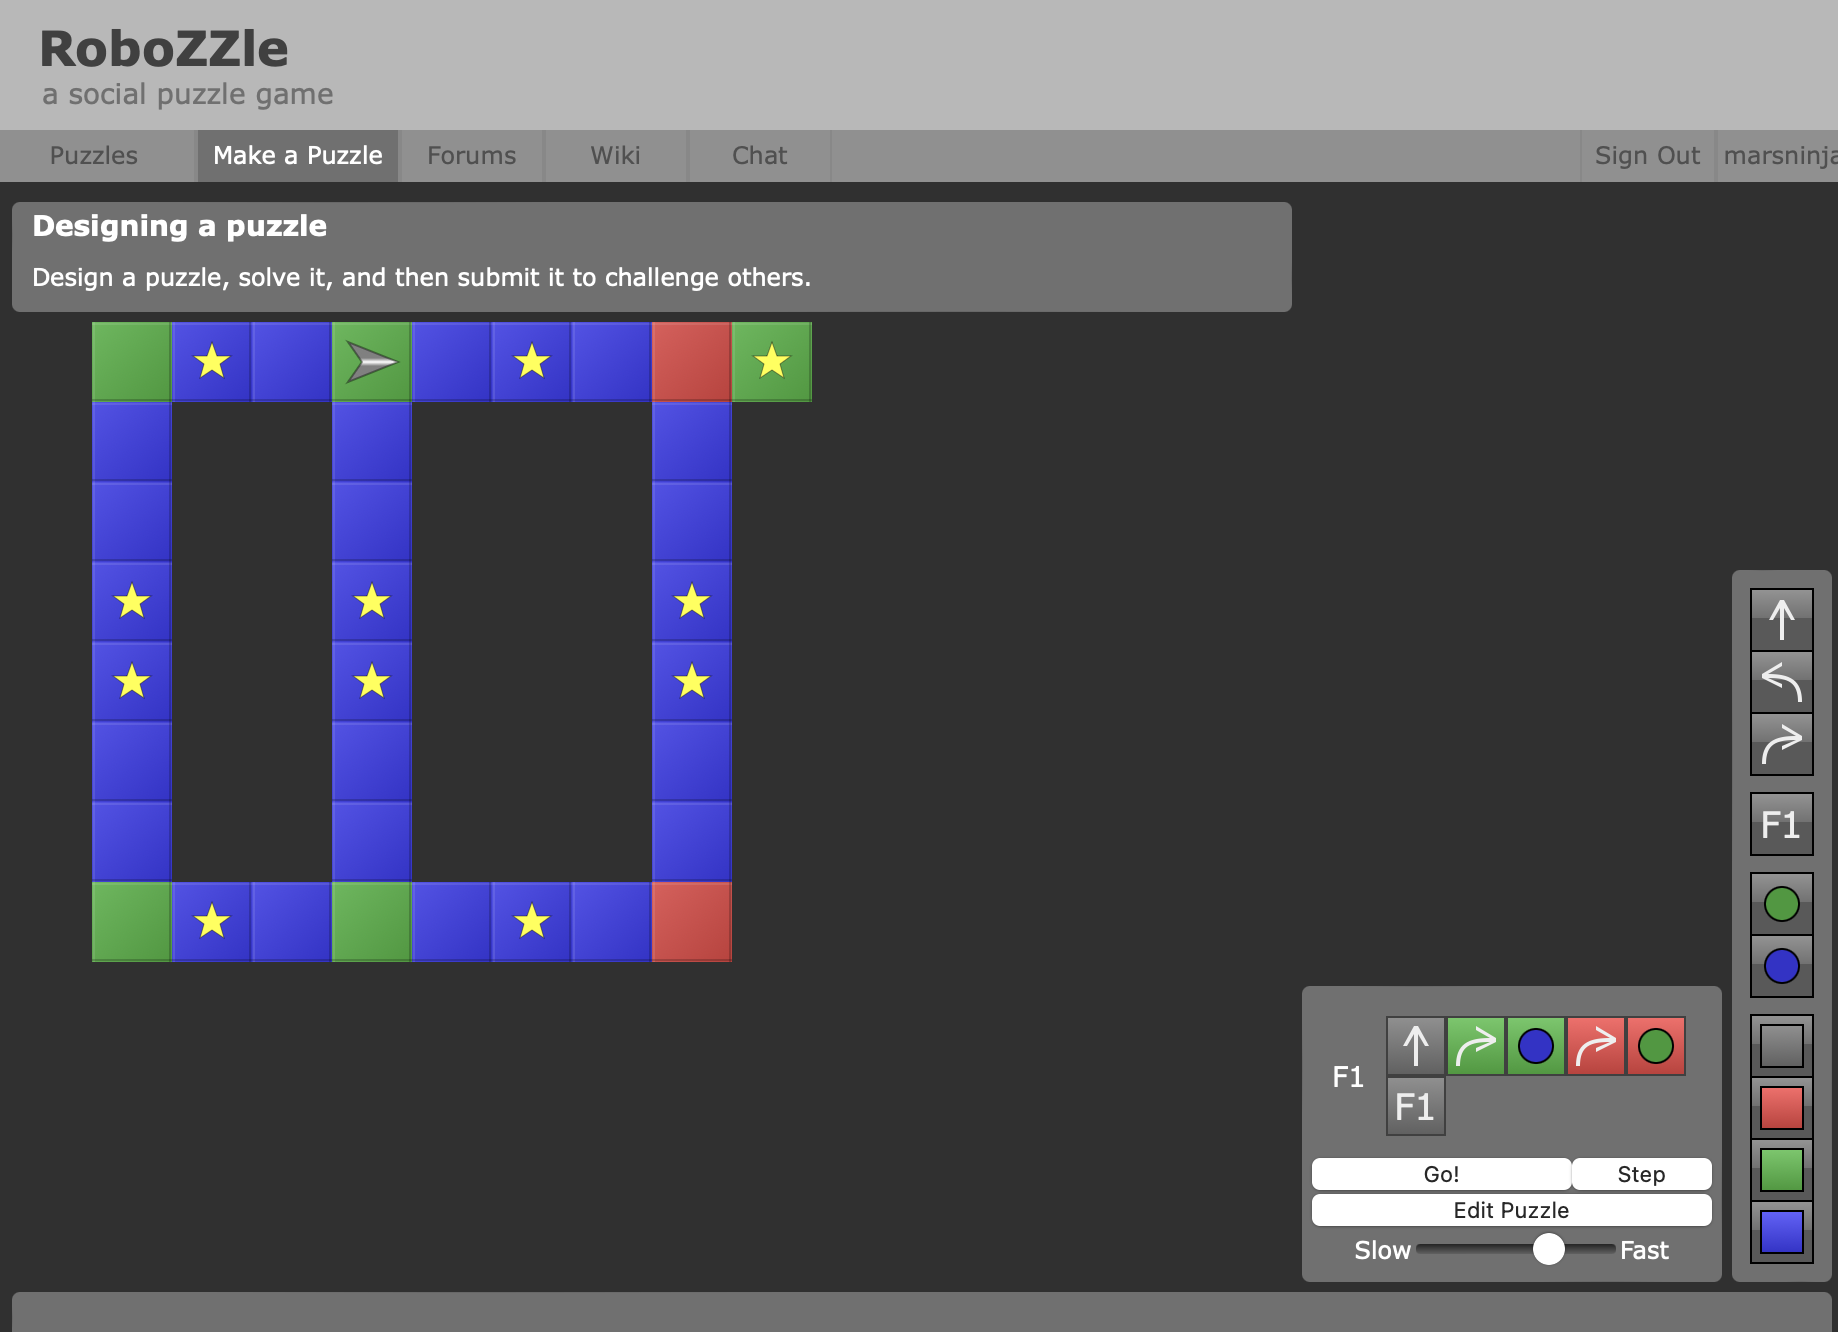 RoboZZle
a social puzzle game
Puzzles
Make a Puzzle
Forums
Wiki
Chat
Sign Out
marsninja
Designing a puzzle
Design a puzzle, solve it, and then submit it to challenge others.
F1
F1
F1
Go!
Step
Edit Puzzle
Slow
Fast